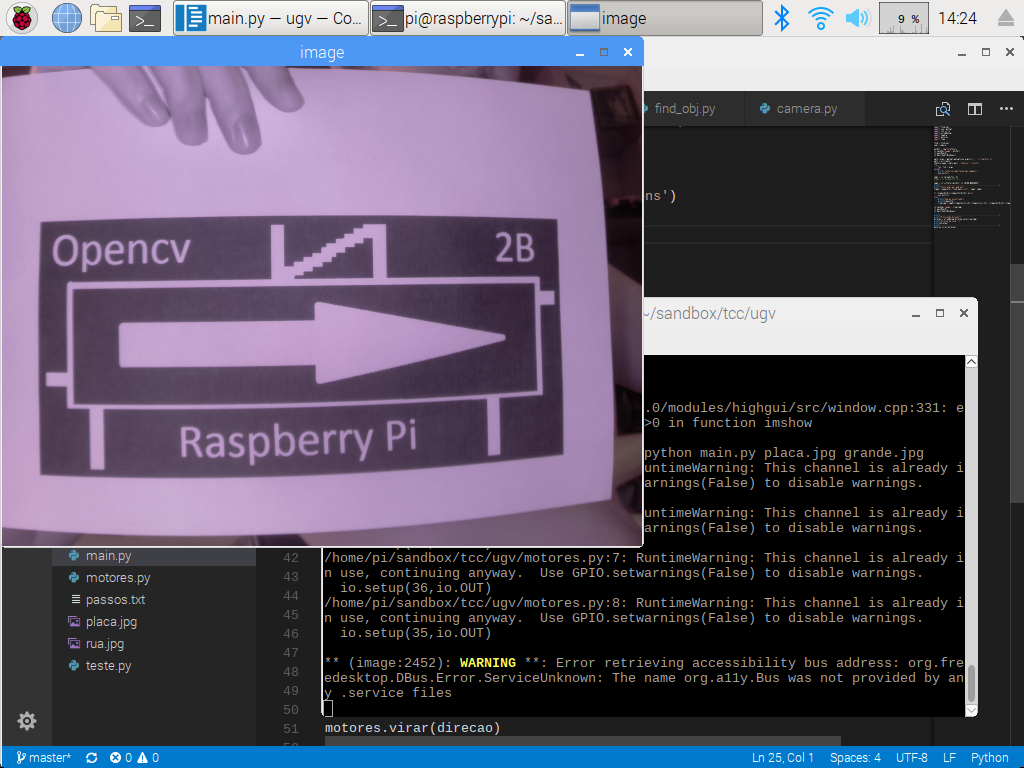 main.py — ugv — Co...
pi@raspberrypi: ~/sa...
image
9 %
14:24
image
Opencv
2B
Raspberry Pi
find_obj.py
camera.py
ns')
~/sandbox/tcc/ugv
.0/modules/highgui/src/window.cpp:331: e
>0 in function imshow
python main.py placa.jpg grande.jpg
untimeWarning: This channel is already i
arnings(False) to disable warnings.
untimeWarning: This channel is already i
arnings(False) to disable warnings.
/home/pi/sandbox/tcc/ugv/motores.py:7: RuntimeWarning: This channel is already i
n use, continuing anyway.  Use GPIO.setwarnings(False) to disable warnings.
  io.setup(36,io.OUT)
/home/pi/sandbox/tcc/ugv/motores.py:8: RuntimeWarning: This channel is already i
n use, continuing anyway.  Use GPIO.setwarnings(False) to disable warnings.
  io.setup(35,io.OUT)
** (image:2452): WARNING **: Error retrieving accessibility bus address: org.fre
edesktop.DBus.Error.ServiceUnknown: The name org.a11y.Bus was not provided by an
y .service files
main.py
motores.py
passos.txt
placa.jpg
rua.jpg
teste.py
42
43
44
45
46
47
48
49
50
51 motores.virar(direcao)
master*
0
0
Ln 25, Col 1
Spaces: 4
UTF-8
LF
Python